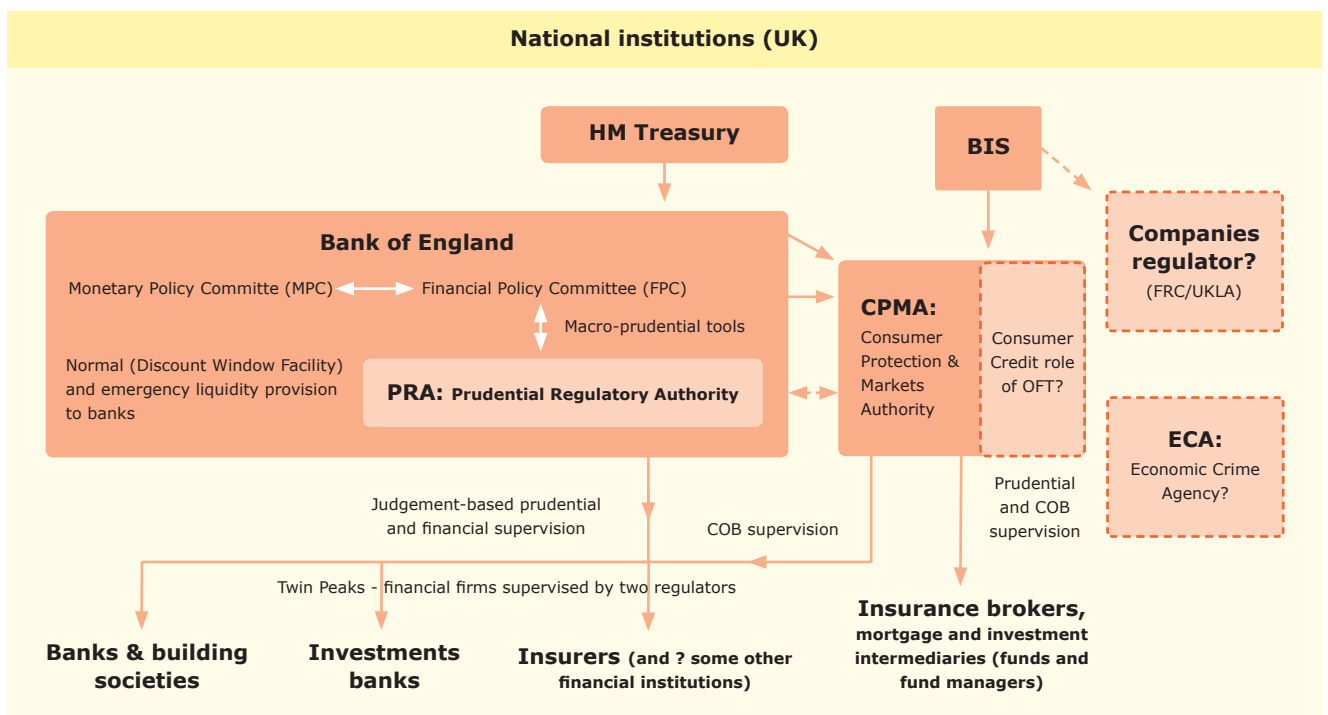 National institutions (UK)
HM Treasury
BIS
Companies
regulator?
(FRC/UKLA)
Bank of England
Monetary Policy Committe (MPC)
Financial Policy Committee (FPC)
Macro-prudential tools
Normal (Discount Window Facility)
and emergency liquidity provision
to banks
PRA: Prudential Regulatory Authority
CPMA:
Consumer
Protection &
Markets
Authority
Consumer
Credit role
of OFT?
ECA:
Economic Crime
Agency?
Judgement-based prudential
and financial supervision
COB supervision
Prudential
and COB
supervision
Twin Peaks - financial firms supervised by two regulators
Banks & building
societies
Investments
banks
Insurers (and ? some other
financial institutions)
Insurance brokers,
mortgage and investment
intermediaries (funds and
fund managers)